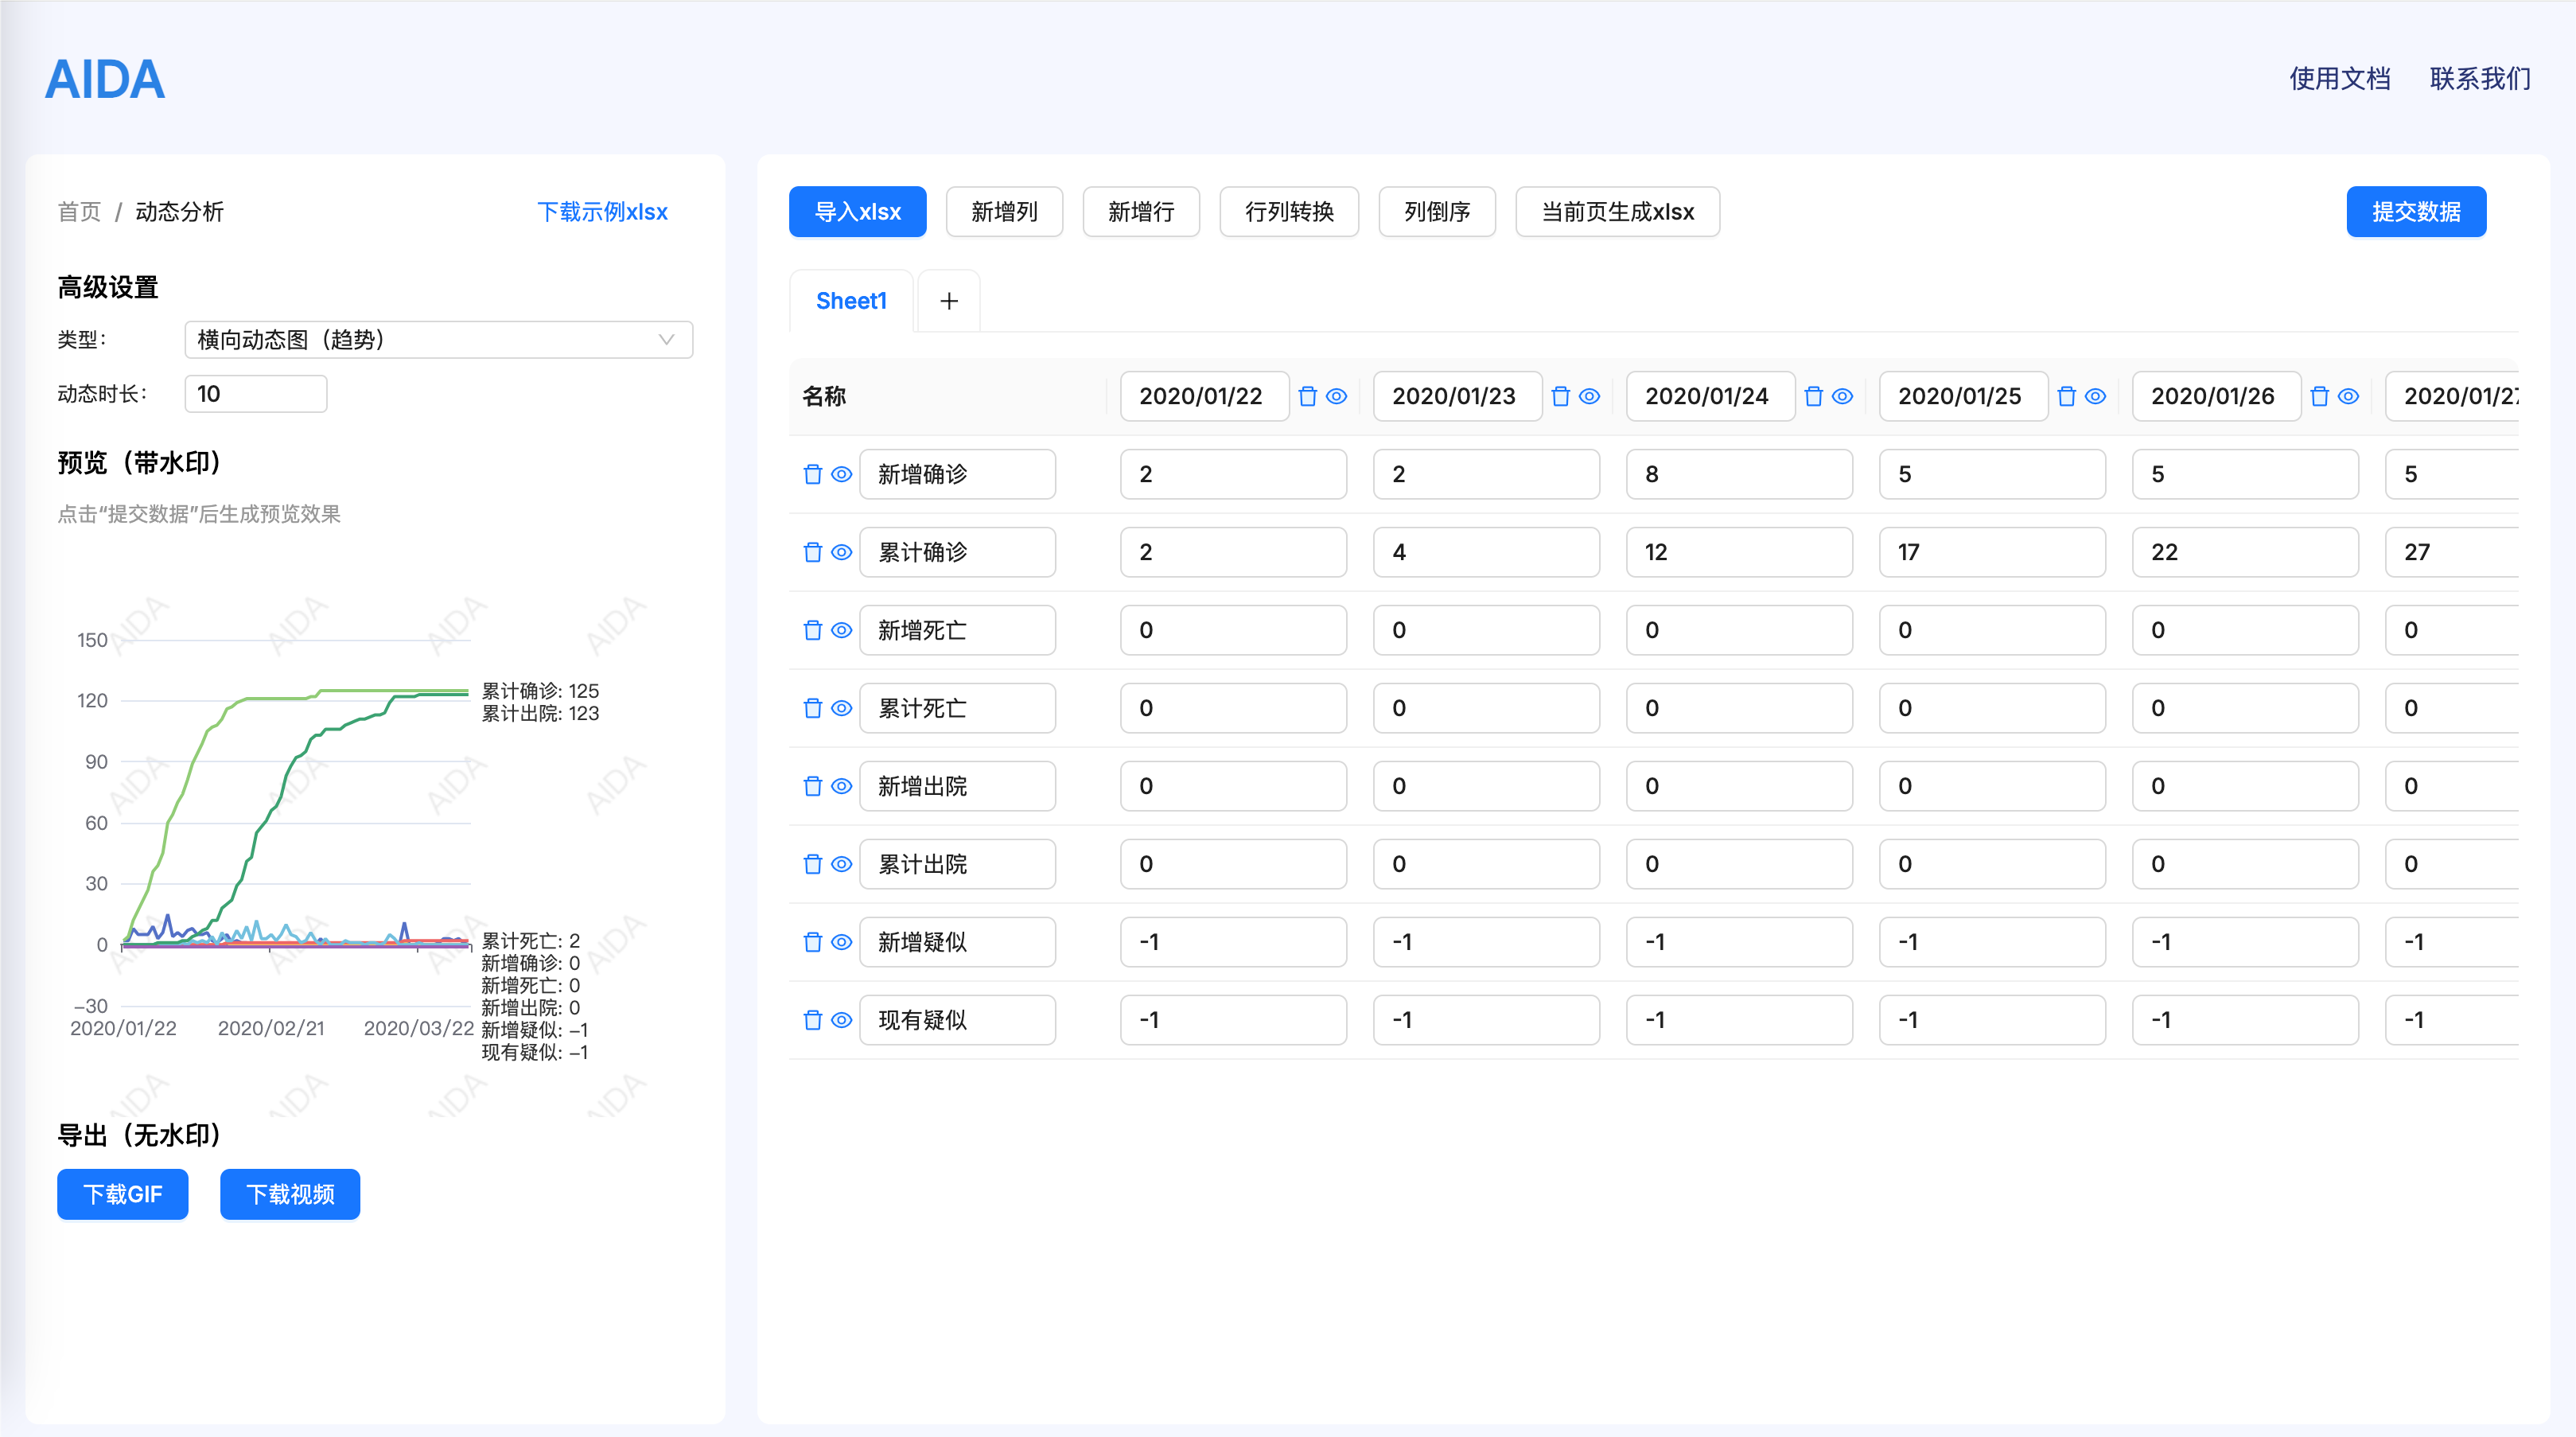 AIDA
使用文档 联系我们
首页 / 动态分析 下载示例xlsx
高级设置
类型: 横向动态图（趋势）
动态时长: 10
预览（带水印）
点击“提交数据”后生成预览效果
AIDA AIDA AIDA AIDA
150
累计确诊: 125
120
累计出院: 123
90
AIDA AIDA AIDA AIDA
60
30
AIDA AIDA AIDA AIDA
0
累计死亡: 2
新增确诊: 0
新增死亡: 0
–30
新增出院: 0
2020/01/22 2020/02/21 2020/03/22
新增疑似: –1
现有疑似: –1
AIDA AIDA AIDA AIDA
导出（无水印）
下载GIF 下载视频
导入xlsx 新增列 新增行 行列转换 列倒序 当前页生成xlsx 提交数据
Sheet1 +
名称 2020/01/22 2020/01/23 2020/01/24 2020/01/25 2020/01/26 2020/01/27
新增确诊 2 2 8 5 5 5
累计确诊 2 4 12 17 22 27
新增死亡 0 0 0 0 0 0
累计死亡 0 0 0 0 0 0
新增出院 0 0 0 0 0 0
累计出院 0 0 0 0 0 0
新增疑似 -1 -1 -1 -1 -1 -1
现有疑似 -1 -1 -1 -1 -1 -1